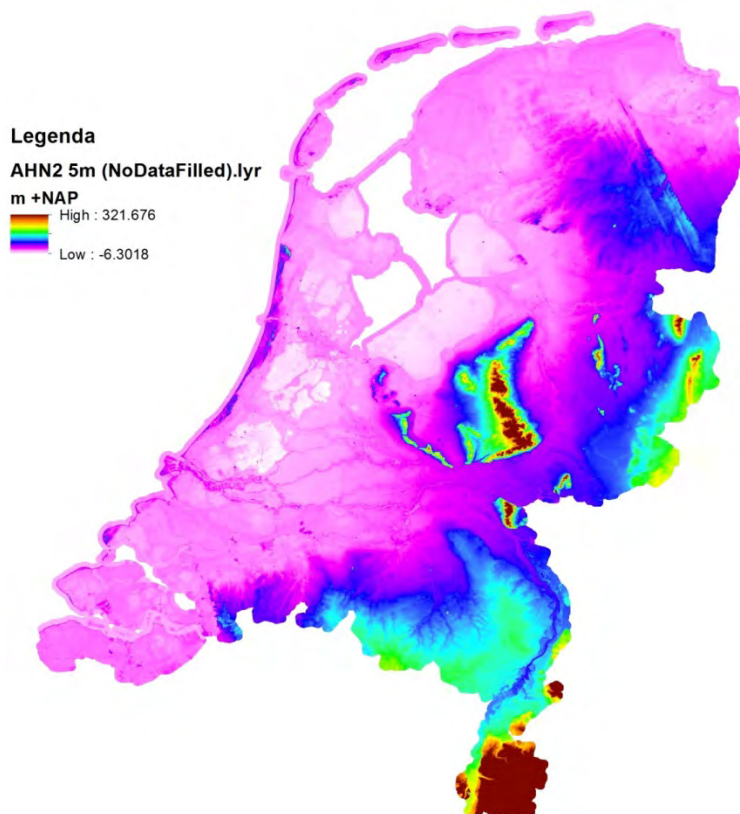 Legenda
AHN2 5m (NoDataFilled).lyr
m +NAP
High : 321.676
Low : -6.3018